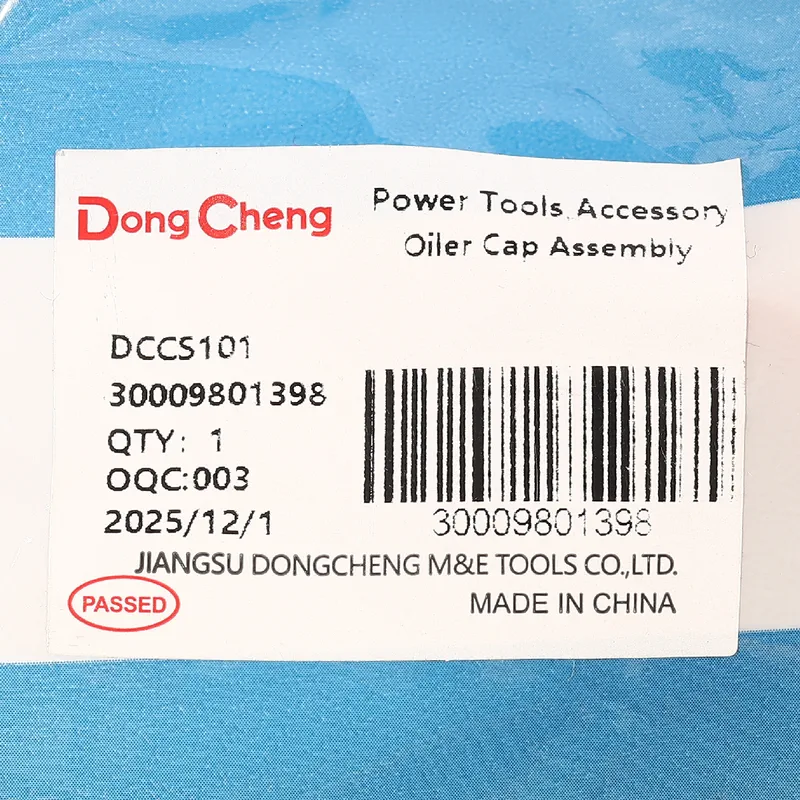 Dong Cheng
Power Tools Accessory
Oiler Cap Assembly
DCCS101
30009801398
QTY: 1
OQC:003
2025/12/1
30009801398
JIANGSU DONGCHENG M&E TOOLS CO.,LTD.
PASSED
MADE IN CHINA